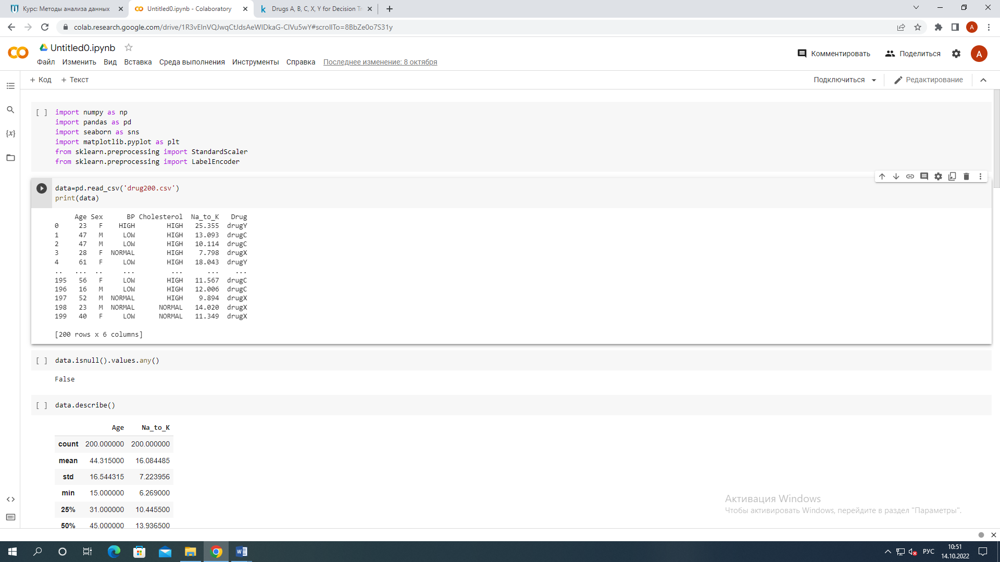 Курс: Методы анализа данных
Untitled0.ipynb - Colaboratory
Drugs A, B, C, X, Y for Decision Tr
colab.research.google.com/drive/1R3vEInVQJwqCtJdsAeWIDkaG-CIVu5wY#scrollTo=8BbZe0o7S31y
A
Untitled0.ipynb
Комментировать
Поделиться
A
Файл Изменить Вид Вставка Среда выполнения Инструменты Справка Последнее изменение: 8 октября
+ Код + Текст
Подключиться
Редактирование
{x}
[ ] import numpy as np
import pandas as pd
import seaborn as sns
import matplotlib.pyplot as plt
from sklearn.preprocessing import StandardScaler
from sklearn.preprocessing import LabelEncoder
data=pd.read_csv('drug200.csv')
print(data)
Age Sex BP Cholesterol Na_to_K Drug
0 23 F HIGH HIGH 25.355 drugY
1 47 M LOW HIGH 13.093 drugC
2 47 M LOW HIGH 10.114 drugC
3 28 F NORMAL HIGH 7.798 drugX
4 61 F LOW HIGH 18.043 drugY
.. ... .. ... ... ... ...
195 56 F LOW HIGH 11.567 drugC
196 16 M LOW HIGH 12.006 drugC
197 52 M NORMAL HIGH 9.894 drugX
198 23 M NORMAL NORMAL 14.020 drugX
199 40 F LOW NORMAL 11.349 drugX
[200 rows x 6 columns]
[ ] data.isnull().values.any()
False
[ ] data.describe()
Age Na_to_K
count 200.000000 200.000000
mean 44.315000 16.084485
std 16.544315 7.223956
min 15.000000 6.269000
25% 31.000000 10.445500
50% 45.000000 13.936500
Активация Windows
Чтобы активировать Windows, перейдите в раздел "Параметры".
РУС
10:51
14.10.2022